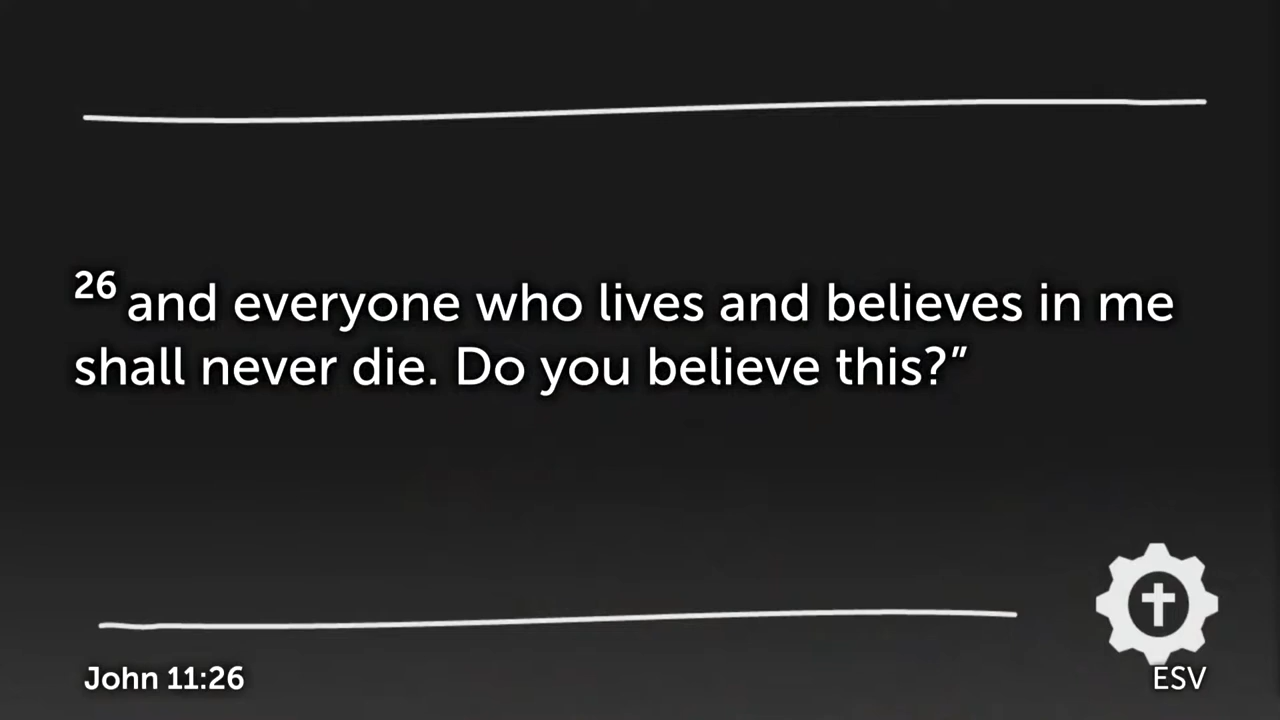 26 and everyone who lives and believes in me
shall never die. Do you believe this?”
John 11:26
ESV